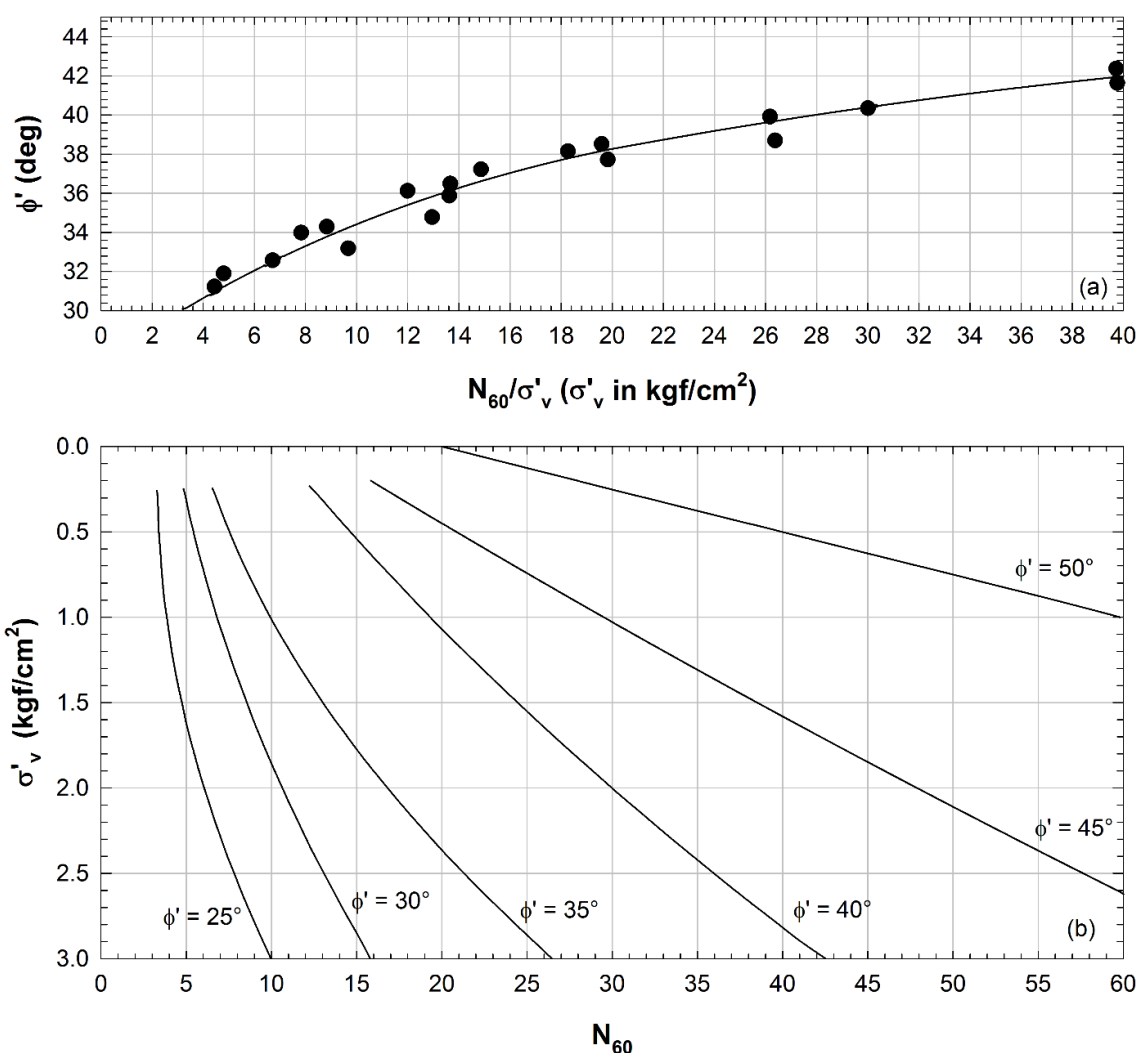 44
42
40
38
36
34
32
30
ϕ' (deg)
(a)
0 2 4 6 8 10 12 14 16 18 20 22 24 26 28 30 32 34 36 38 40
N₆₀/σ'ᵥ (σ'ᵥ in kgf/cm²)
0.0
0.5
1.0
1.5
2.0
2.5
3.0
σ'ᵥ (kgf/cm²)
ϕ' = 50°
ϕ' = 45°
ϕ' = 30°
ϕ' = 25°
ϕ' = 35°
ϕ' = 40°
(b)
0 5 10 15 20 25 30 35 40 45 50 55 60
N₆₀